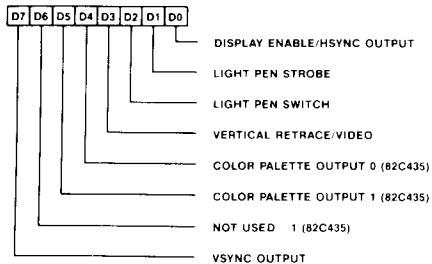 D7 D6 D5 D4 D3 D2 D1 D0
DISPLAY ENABLE/HSYNC OUTPUT
LIGHT PEN STROBE
LIGHT PEN SWITCH
VERTICAL RETRACE/VIDEO
COLOR PALETTE OUTPUT 0 (82C435)
COLOR PALETTE OUTPUT 1 (82C435)
NOT USED 1 (82C435)
VSYNC OUTPUT